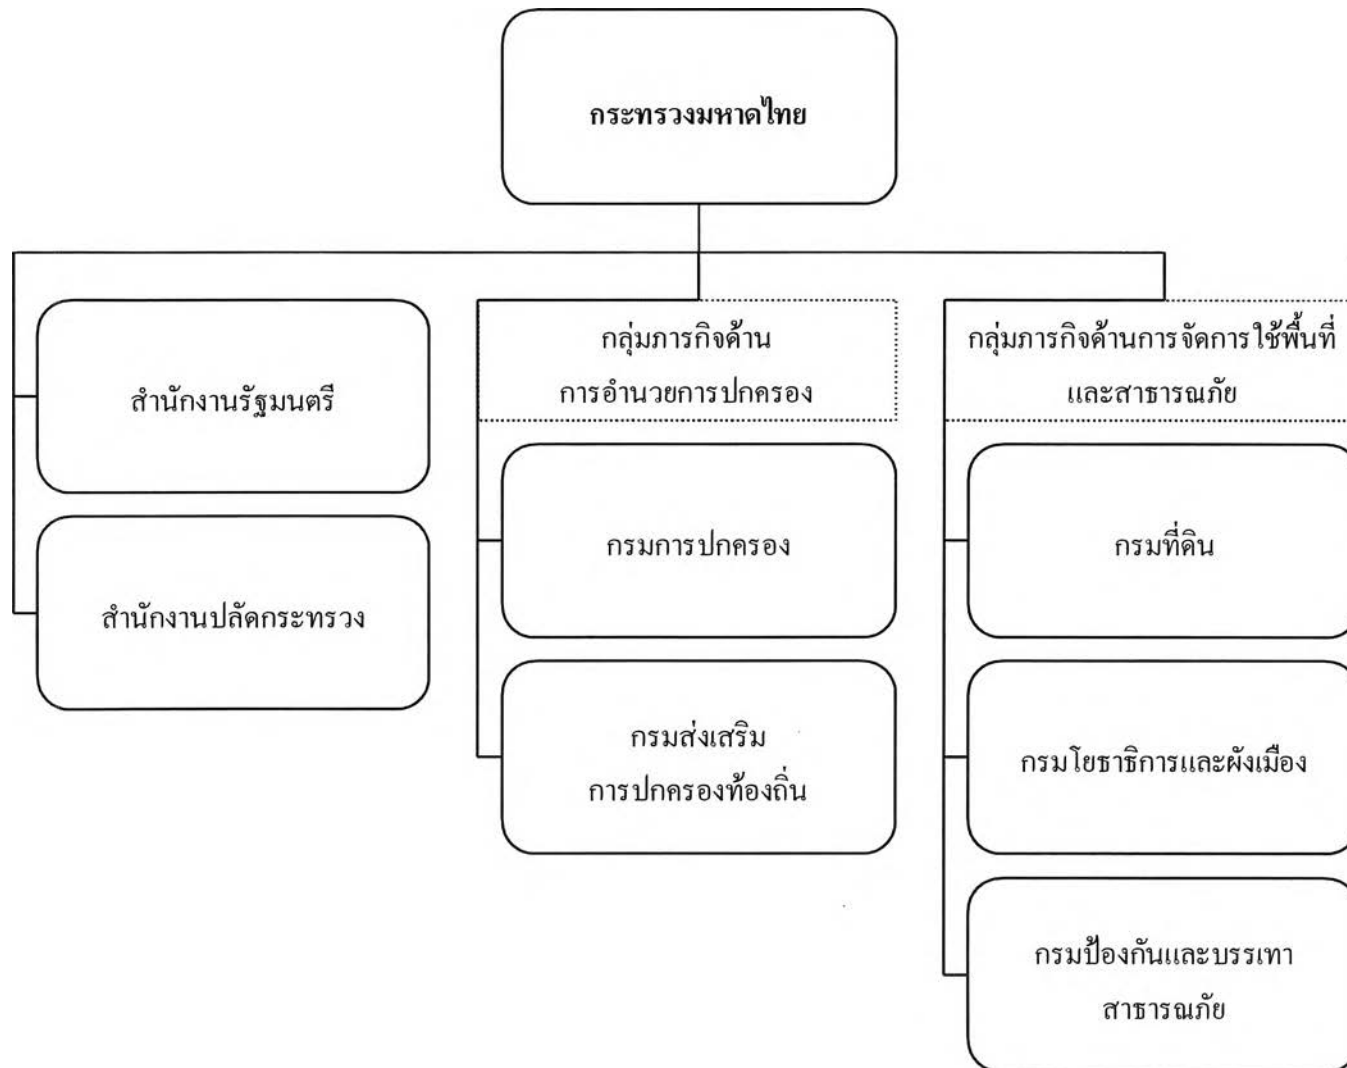 กระทรวงมหาดไทย
สำนักงานรัฐมนตรี
สำนักงานปลัดกระทรวง
กลุ่มภารกิจด้าน
การอำนวยการปกครอง
กรมการปกครอง
กรมส่งเสริม
การปกครองท้องถิ่น
กลุ่มภารกิจด้านการจัดการใช้พื้นที่
และสาธารณภัย
กรมที่ดิน
กรมโยธาธิการและผังเมือง
กรมป้องกันและบรรเทา
สาธารณภัย